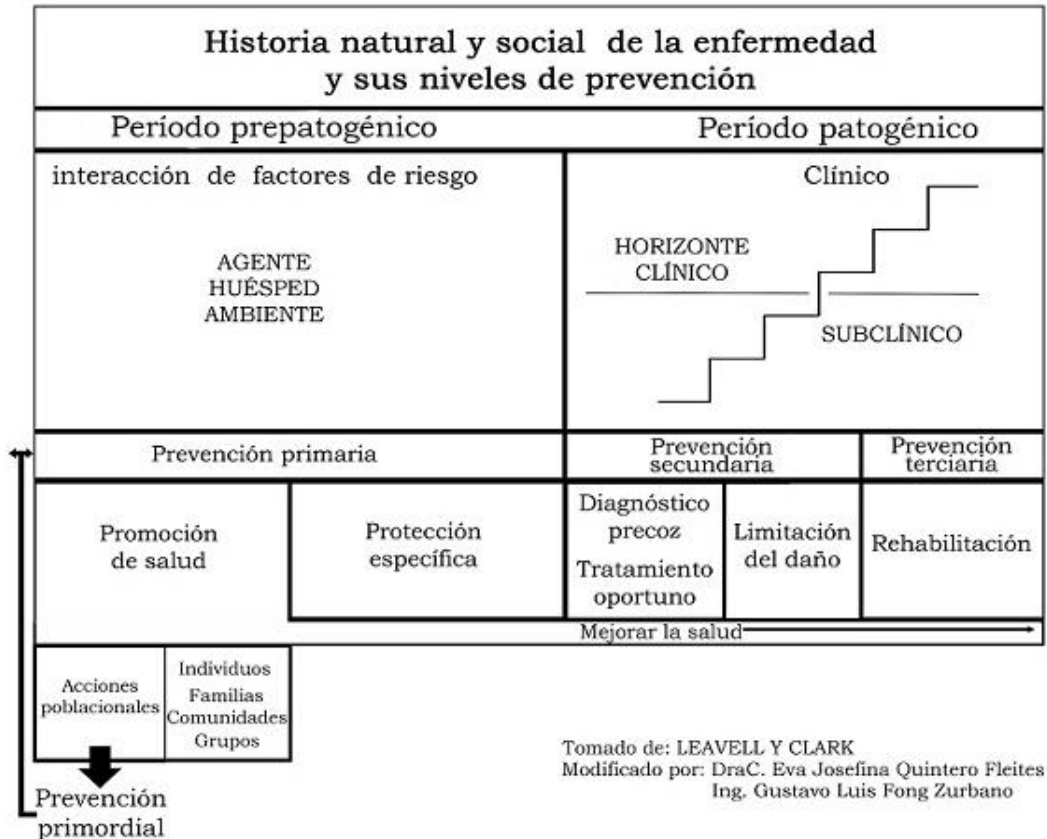 Historia natural y social de la enfermedad
y sus niveles de prevención
Período prepatogénico
Período patogénico
interacción de factores de riesgo
AGENTE
HUÉSPED
AMBIENTE
Clínico
HORIZONTE
CLÍNICO
SUBCLÍNICO
Prevención primaria
Prevención
secundaria
Prevención
terciaria
Promoción
de salud
Protección
específica
Diagnóstico
precoz
Tratamiento
oportuno
Limitación
del daño
Rehabilitación
Mejorar la salud
Acciones
poblacionales
Individuos
Familias
Comunidades
Grupos
Prevención
primordial
Tomado de: LEAVELL Y CLARK
Modificado por: DraC. Eva Josefina Quintero Fleites
Ing. Gustavo Luis Fong Zurbano